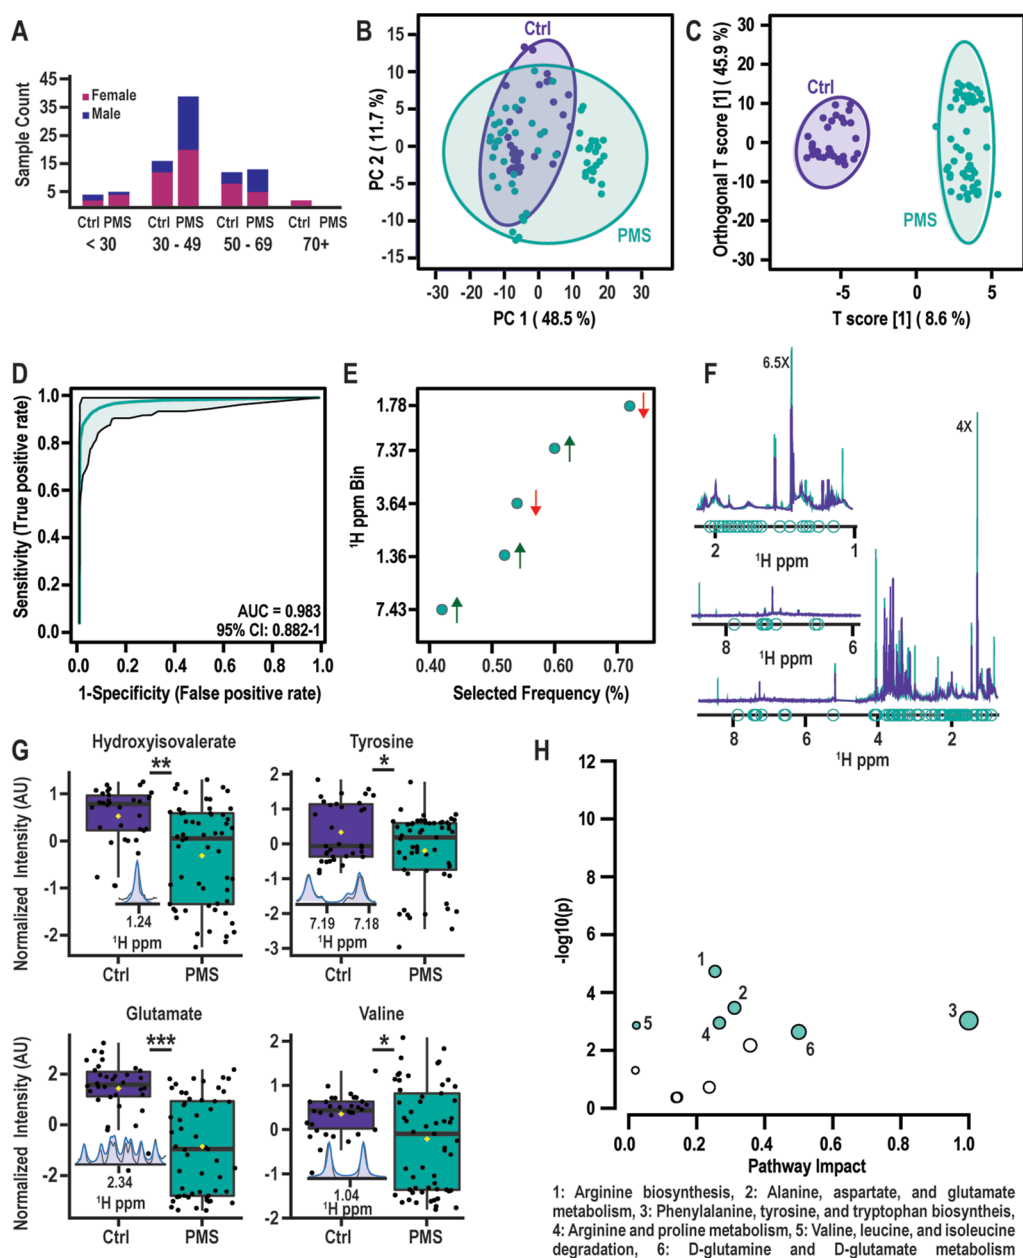 A
Sample Count
45
35
25
15
5
Female
Male
Ctrl PMS Ctrl PMS Ctrl PMS Ctrl PMS
< 30 30 - 49 50 - 69 70+
B
Ctrl
PMS
PC 2 ( 11.7 %)
15
10
5
0
-5
-10
-15
-30 -20 -10 0 10 20 30
PC 1 ( 48.5 %)
C
Ctrl
PMS
Orthogonal T score [1] ( 45.9 %)
30
20
10
0
-10
-20
-30
-5 0 5
T score [1] ( 8.6 %)
D
Sensitivity (True positive rate)
1.0
0.8
0.6
0.4
0.2
0.0
AUC = 0.983
95% CI: 0.882-1
0.0 0.2 0.4 0.6 0.8 1.0
1-Specificity (False positive rate)
E
1H ppm Bin
1.78
7.37
3.64
1.36
7.43
0.40 0.50 0.60 0.70
Selected Frequency (%)
F
6.5X
4X
2 1
1H ppm
8 6
1H ppm
8 6 4 2
1H ppm
G
Hydroxyisovalerate
**
Normalized Intensity (AU)
1
0
-1
-2
1.24
1H ppm
Ctrl PMS
Tyrosine
*
2
1
0
-1
-2
-3
7.19 7.18
1H ppm
Ctrl PMS
Glutamate
***
Normalized Intensity (AU)
2
0
-2
2.34
1H ppm
Ctrl PMS
Valine
*
2
1
0
-1
-2
1.04
1H ppm
Ctrl PMS
H
-log10(p)
12
10
8
6
4
2
0
1
2
3
4
5
6
0.0 0.2 0.4 0.6 0.8 1.0
Pathway Impact
1: Arginine biosynthesis, 2: Alanine, aspartate, and glutamate
metabolism, 3: Phenylalanine, tyrosine, and tryptophan biosyntheis,
4: Arginine and proline metabolism, 5: Valine, leucine, and isoleucine
degradation, 6: D-glutamine and D-glutamate metabolism